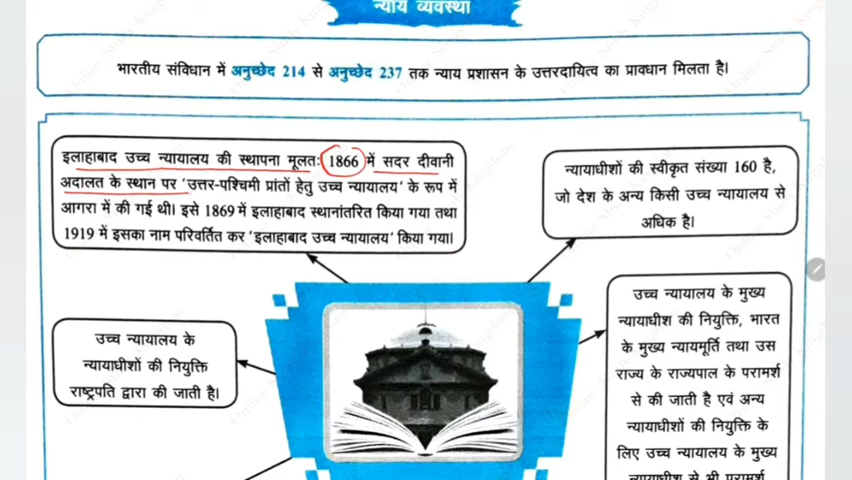 न्याय व्यवस्था
भारतीय संविधान में अनुच्छेद 214 से अनुच्छेद 237 तक न्याय प्रशासन के उत्तरदायित्व का प्रावधान मिलता है।
इलाहाबाद उच्च न्यायालय की स्थापना मूलतः 1866 में सदर दीवानी
अदालत के स्थान पर 'उत्तर-पश्चिमी प्रांतों हेतु उच्च न्यायालय' के रूप में
आगरा में की गई थी। इसे 1869 में इलाहाबाद स्थानांतरित किया गया तथा
1919 में इसका नाम परिवर्तित कर 'इलाहाबाद उच्च न्यायालय' किया गया।
न्यायाधीशों की स्वीकृत संख्या 160 है,
जो देश के अन्य किसी उच्च न्यायालय से
अधिक है।
उच्च न्यायालय के
न्यायाधीशों की नियुक्ति
राष्ट्रपति द्वारा की जाती है।
उच्च न्यायालय के मुख्य
न्यायाधीश की नियुक्ति, भारत
के मुख्य न्यायमूर्ति तथा उस
राज्य के राज्यपाल के परामर्श
से की जाती है एवं अन्य
न्यायाधीशों की नियुक्ति के
लिए उच्च न्यायालय के मुख्य
न्यायाधीश से भी परामर्श